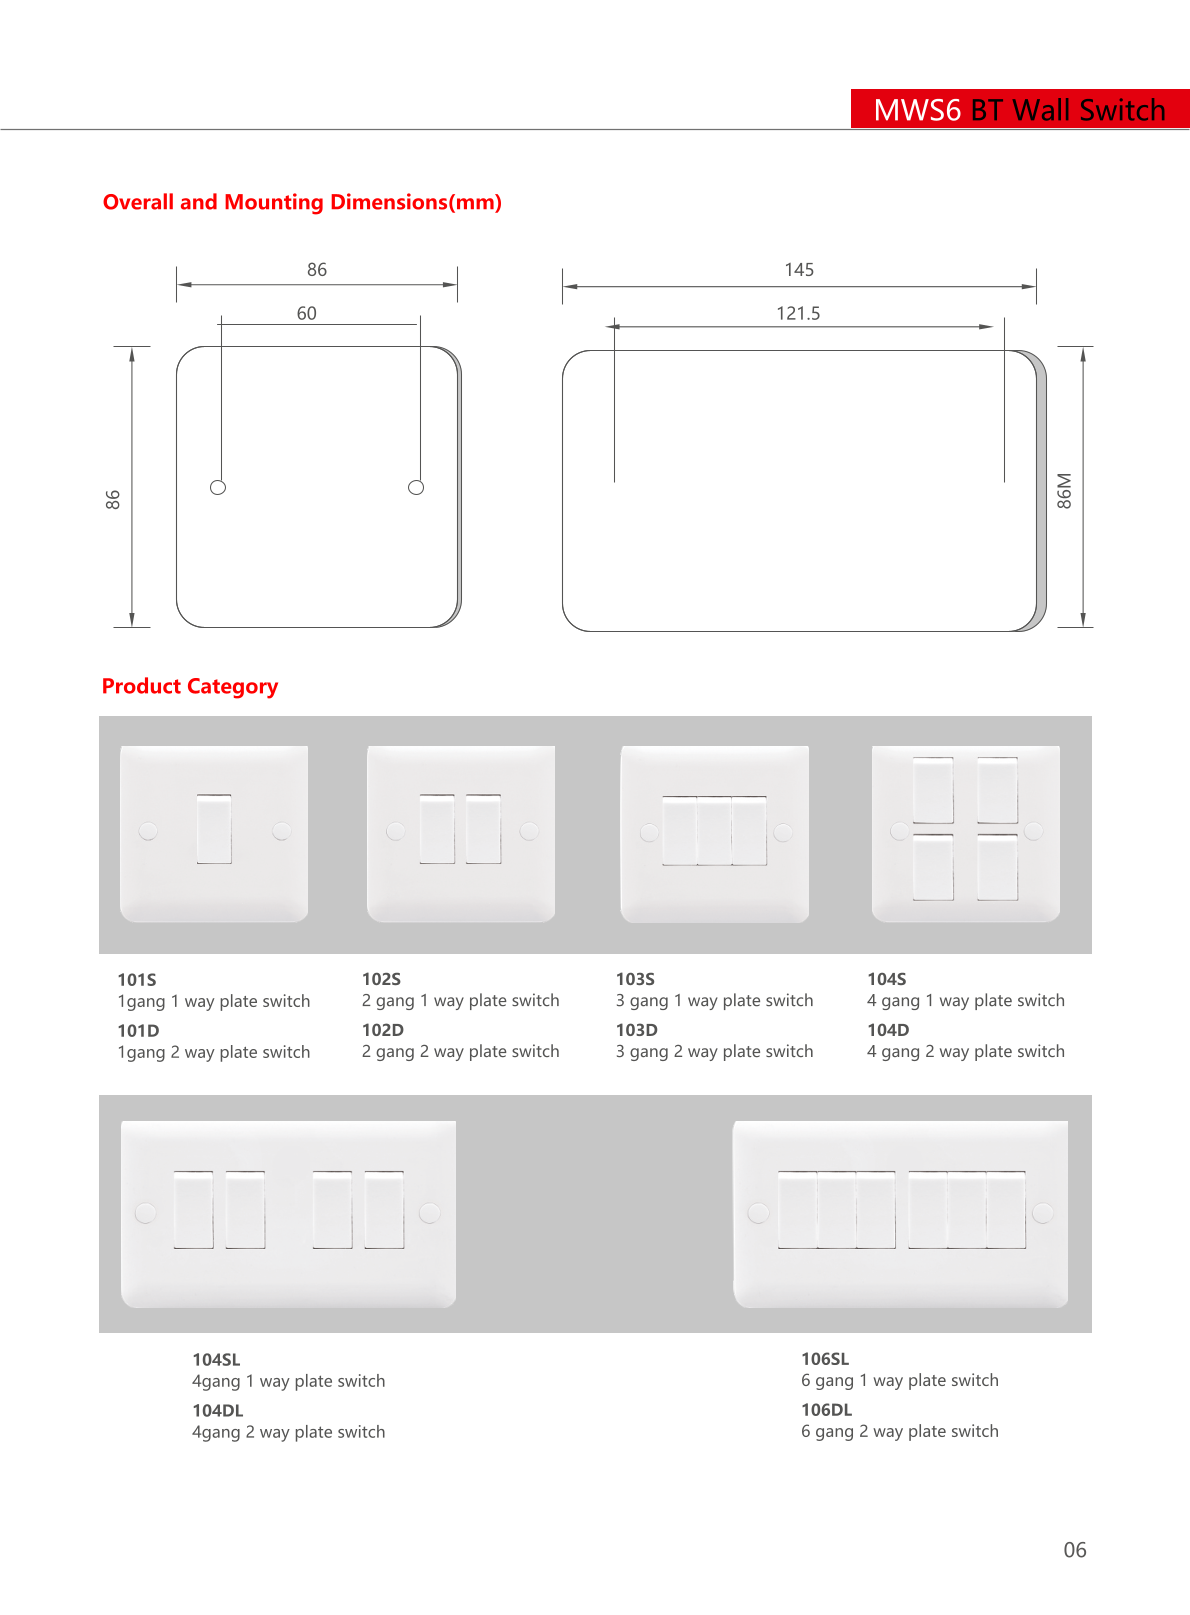 MWS6 BT Wall Switch
Overall and Mounting Dimensions(mm)
86
145
60
121.5
86
86M
Product Category
101S
1gang 1 way plate switch
101D
1gang 2 way plate switch
102S
2 gang 1 way plate switch
102D
2 gang 2 way plate switch
103S
3 gang 1 way plate switch
103D
3 gang 2 way plate switch
104S
4 gang 1 way plate switch
104D
4 gang 2 way plate switch
104SL
4gang 1 way plate switch
104DL
4gang 2 way plate switch
106SL
6 gang 1 way plate switch
106DL
6 gang 2 way plate switch
06